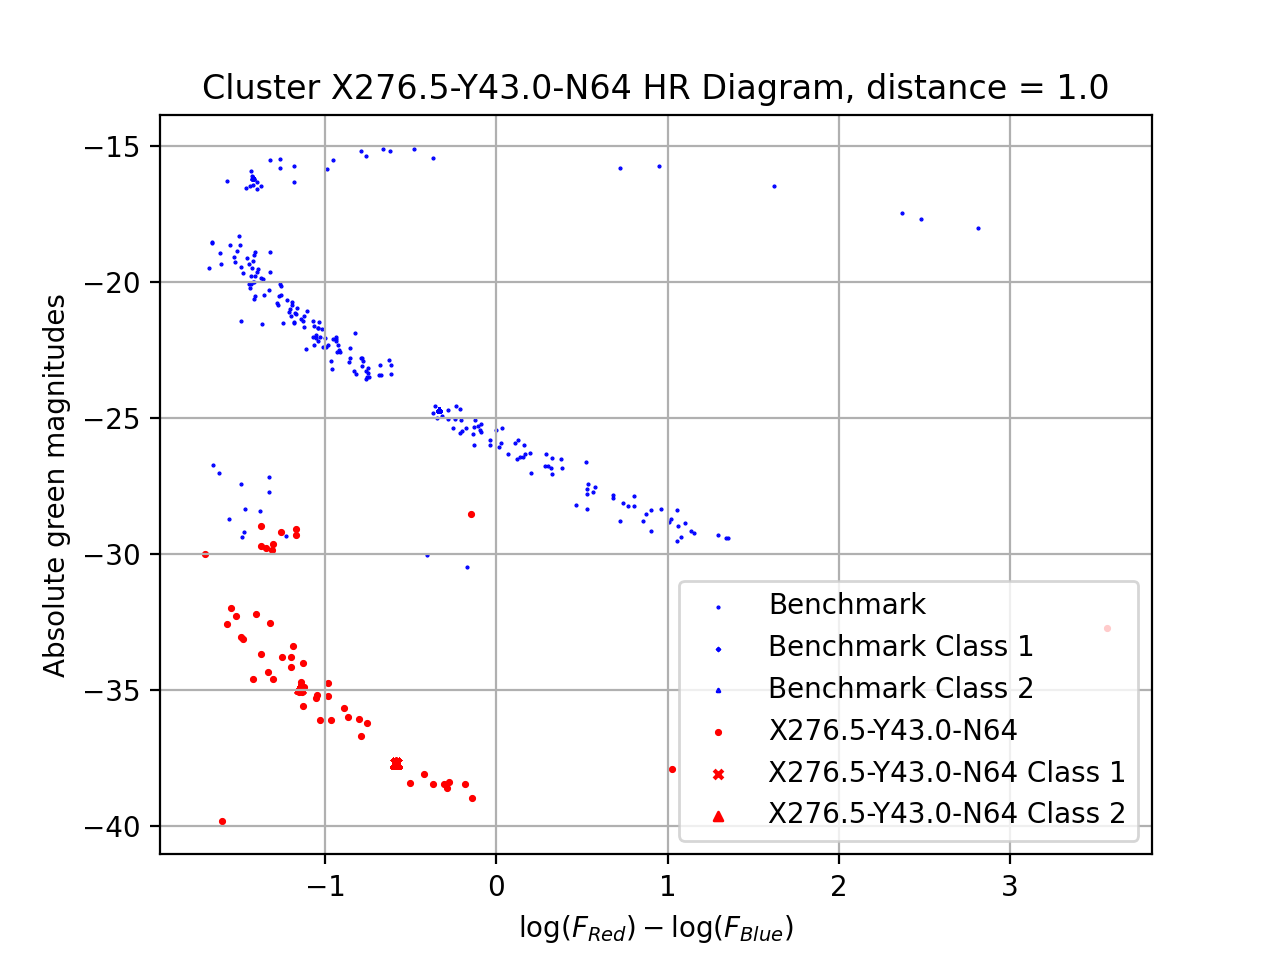 Cluster X276.5-Y43.0-N64 HR Diagram, distance = 1.0
Absolute green magnitudes
−15
−20
−25
−30
−35
−40
Benchmark
Benchmark Class 1
Benchmark Class 2
X276.5-Y43.0-N64
X276.5-Y43.0-N64 Class 1
X276.5-Y43.0-N64 Class 2
−1 0 1 2 3
log(F_Red) − log(F_Blue)